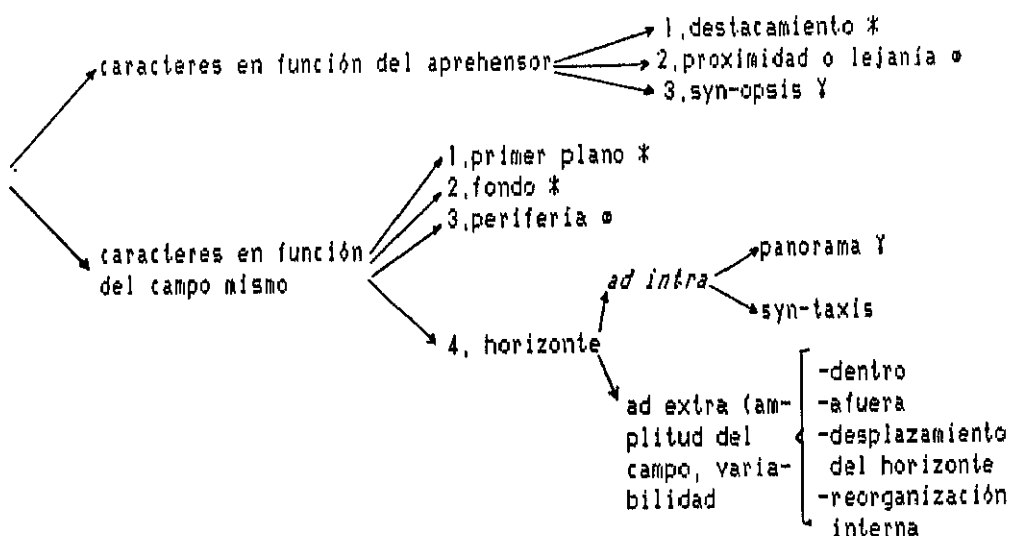 1,destacamiento *
caracteres en función del aprehensor
2,proximidad o lejanía ⊕
3,syn-opsis Ɣ
1,primer plano *
2,fondo *
3,periferia ⊕
caracteres en función
del campo mismo
4, horizonte
ad intra
panorama Ɣ
syn-taxis
ad extra (am-
plitud del
campo, varia-
bilidad
-dentro
-afuera
-desplazamiento
del horizonte
-reorganización
interna